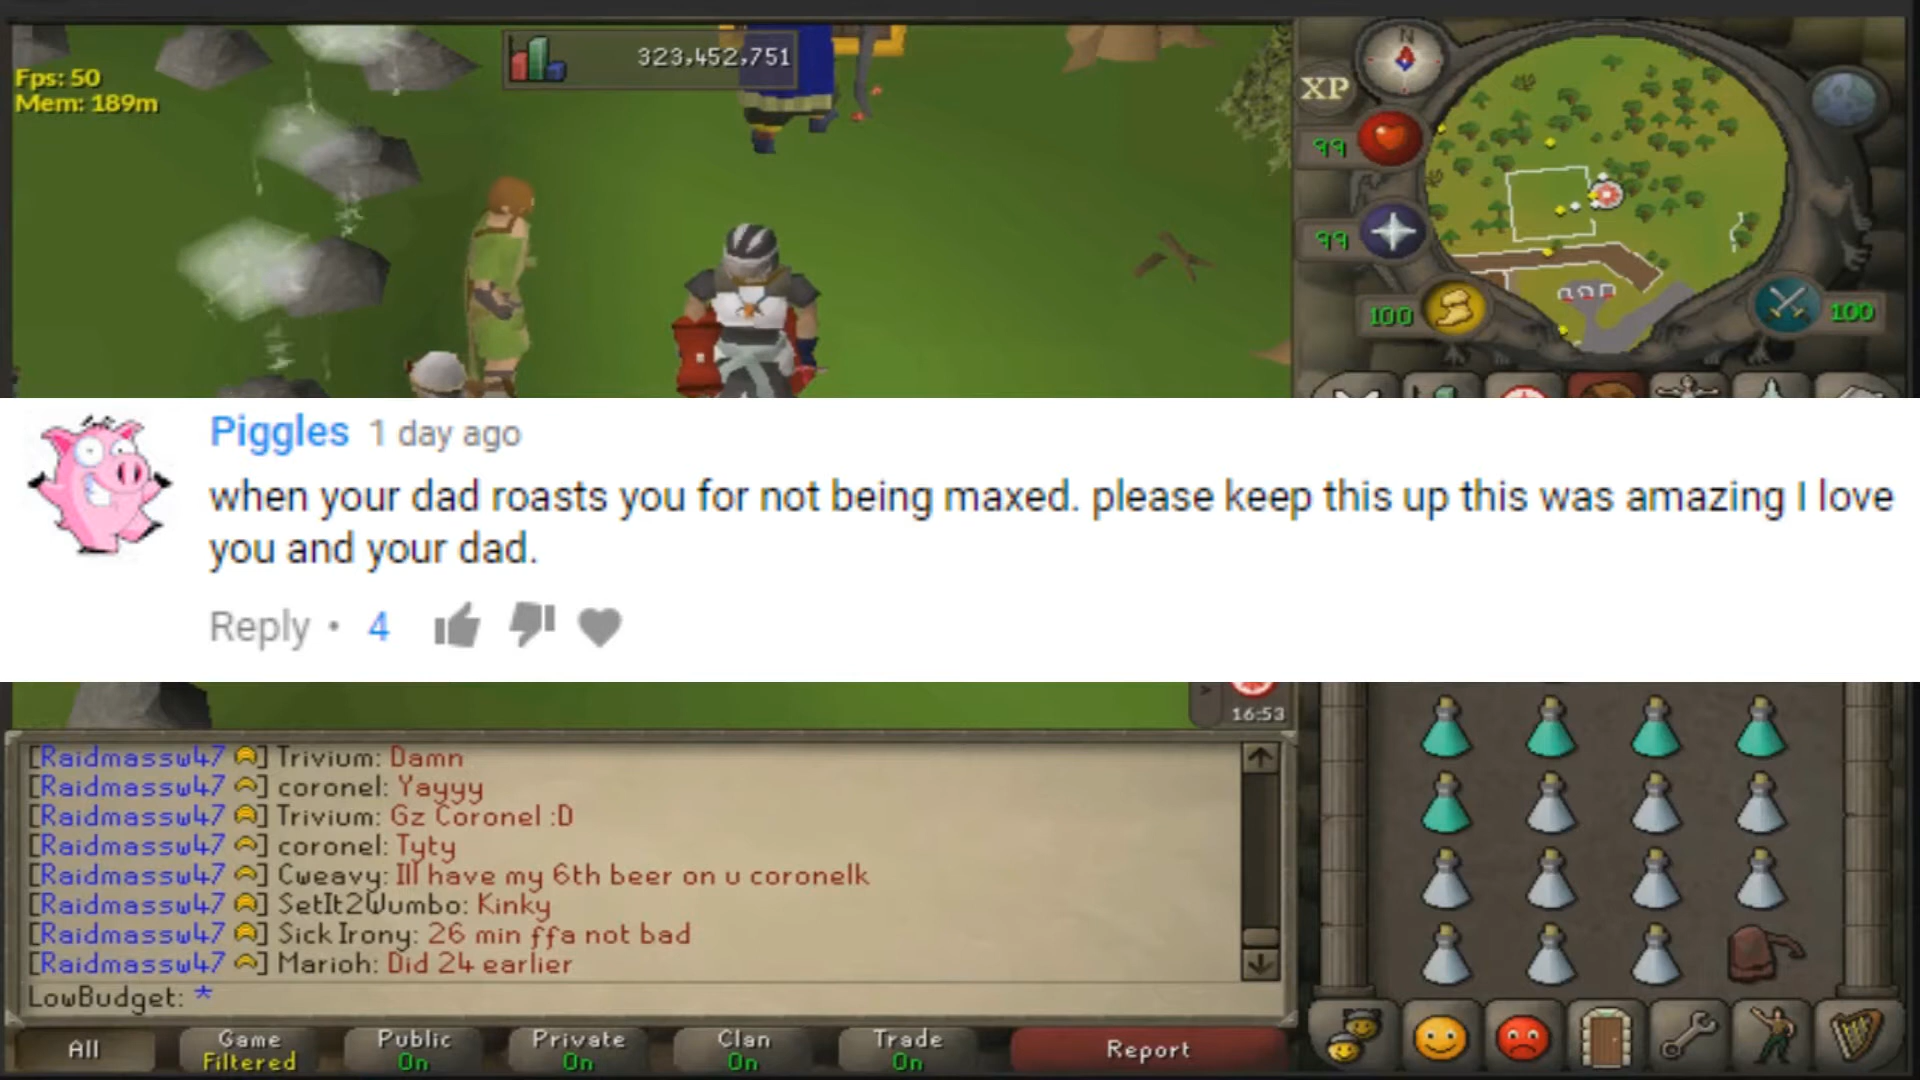 Fps: 50
Mem: 189m
323,452,751
N
XP
99
99
100
100
Piggles 1 day ago
when your dad roasts you for not being maxed. please keep this up this was amazing I love
you and your dad.
Reply • 4
16:53
[Raidmassw47] Trivium: Damn
[Raidmassw47] coronel: Yayyy
[Raidmassw47] Trivium: Gz Coronel :D
[Raidmassw47] coronel: Tyty
[Raidmassw47] Cweavy: Ill have my 6th beer on u coronelk
[Raidmassw47] SetIt2Wumbo: Kinky
[Raidmassw47] Sick Irony: 26 min ffa not bad
[Raidmassw47] Marioh: Did 24 earlier
LowBudget: *
All
Game
Filtered
Public
On
Private
On
Clan
On
Trade
On
Report